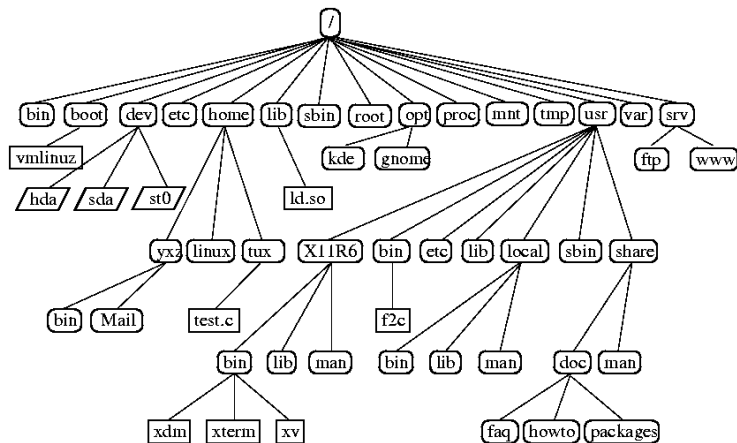 /
bin boot dev etc home lib sbin root opt proc mnt tmp usr var srv
vmlinuz kde gnome ftp www
hda sda st0 ld.so
yxz linux tux X11R6 bin etc lib local sbin share
bin Mail test.c f2c
bin lib man bin lib man doc man
xdm xterm xv faq howto packages